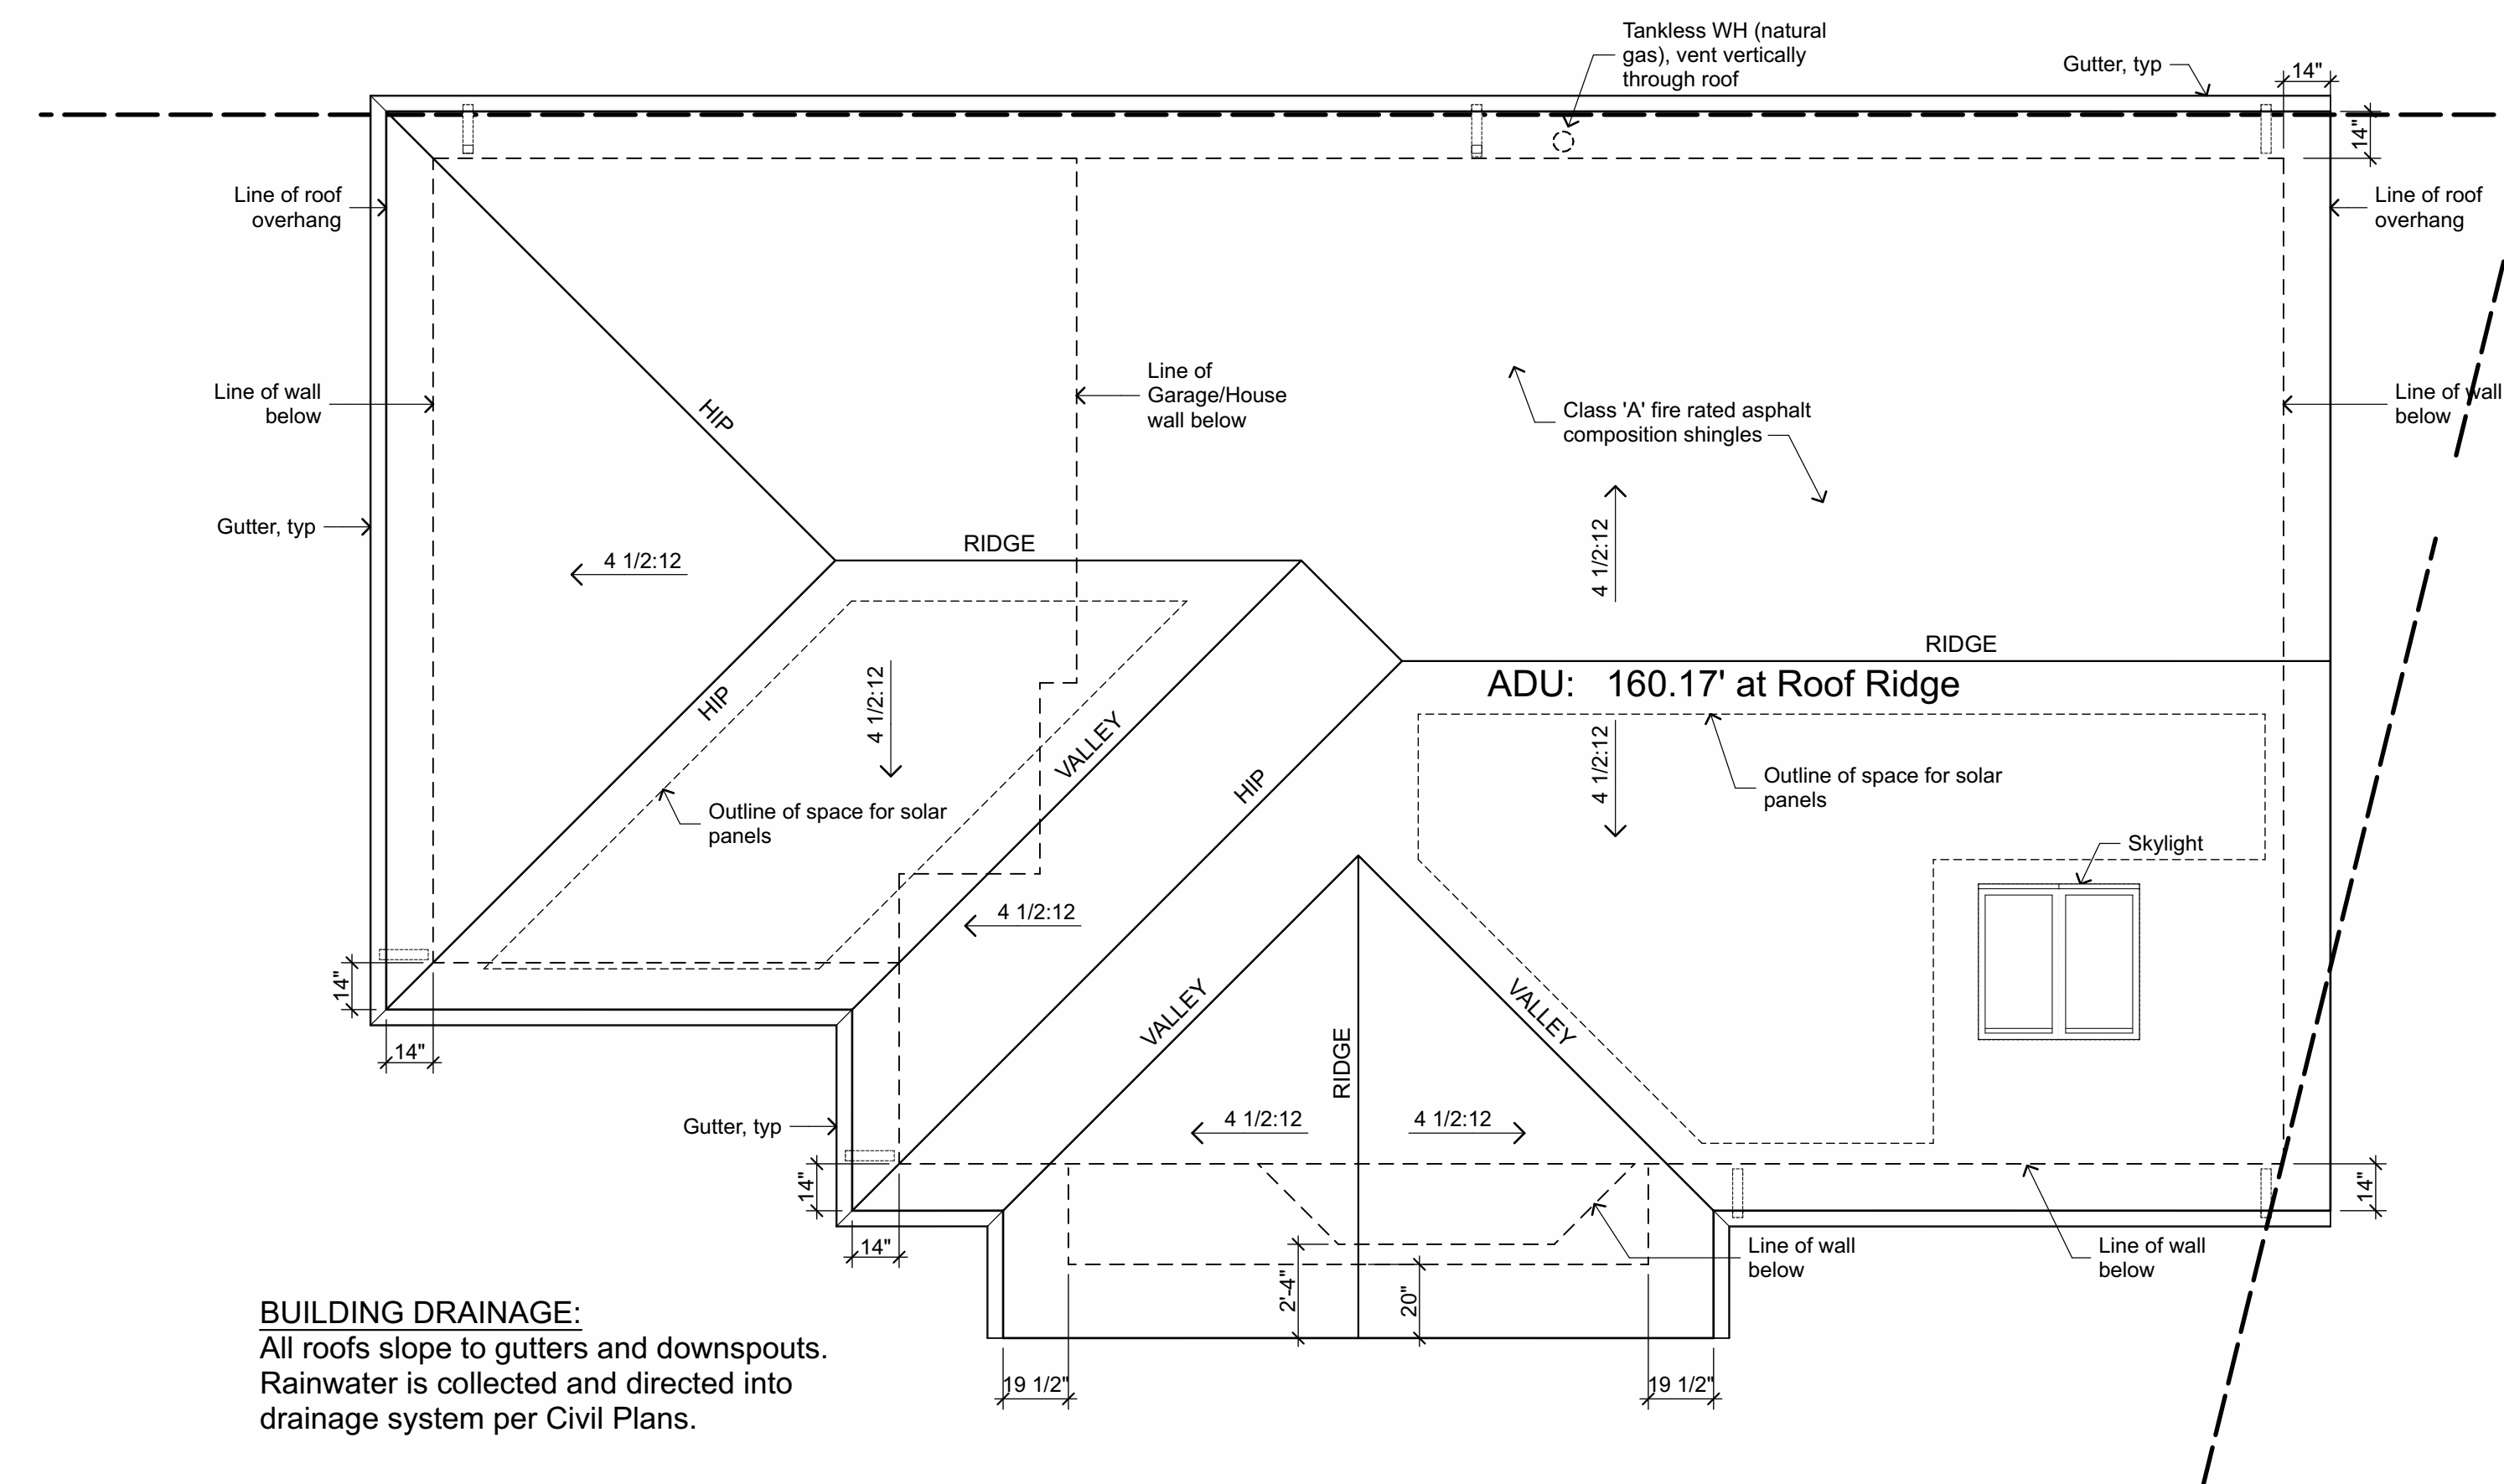 Tankless WH (natural
gas), vent vertically
through roof
Gutter, typ
14"
14"
Line of roof
overhang
Line of roof
overhang
Line of wall
below
Line of
Garage/House
wall below
Class 'A' fire rated asphalt
composition shingles
Line of wall
below
HIP
Gutter, typ
4 1/2:12
RIDGE
4 1/2:12
RIDGE
ADU: 160.17' at Roof Ridge
HIP
4 1/2:12
VALLEY
HIP
4 1/2:12
Outline of space for solar
panels
Outline of space for solar
panels
Skylight
4 1/2:12
14"
14"
VALLEY
RIDGE
VALLEY
Gutter, typ
4 1/2:12
4 1/2:12
14"
14"
14"
2'-4"
20"
Line of wall
below
Line of wall
below
19 1/2"
19 1/2"
BUILDING DRAINAGE:
All roofs slope to gutters and downspouts.
Rainwater is collected and directed into
drainage system per Civil Plans.